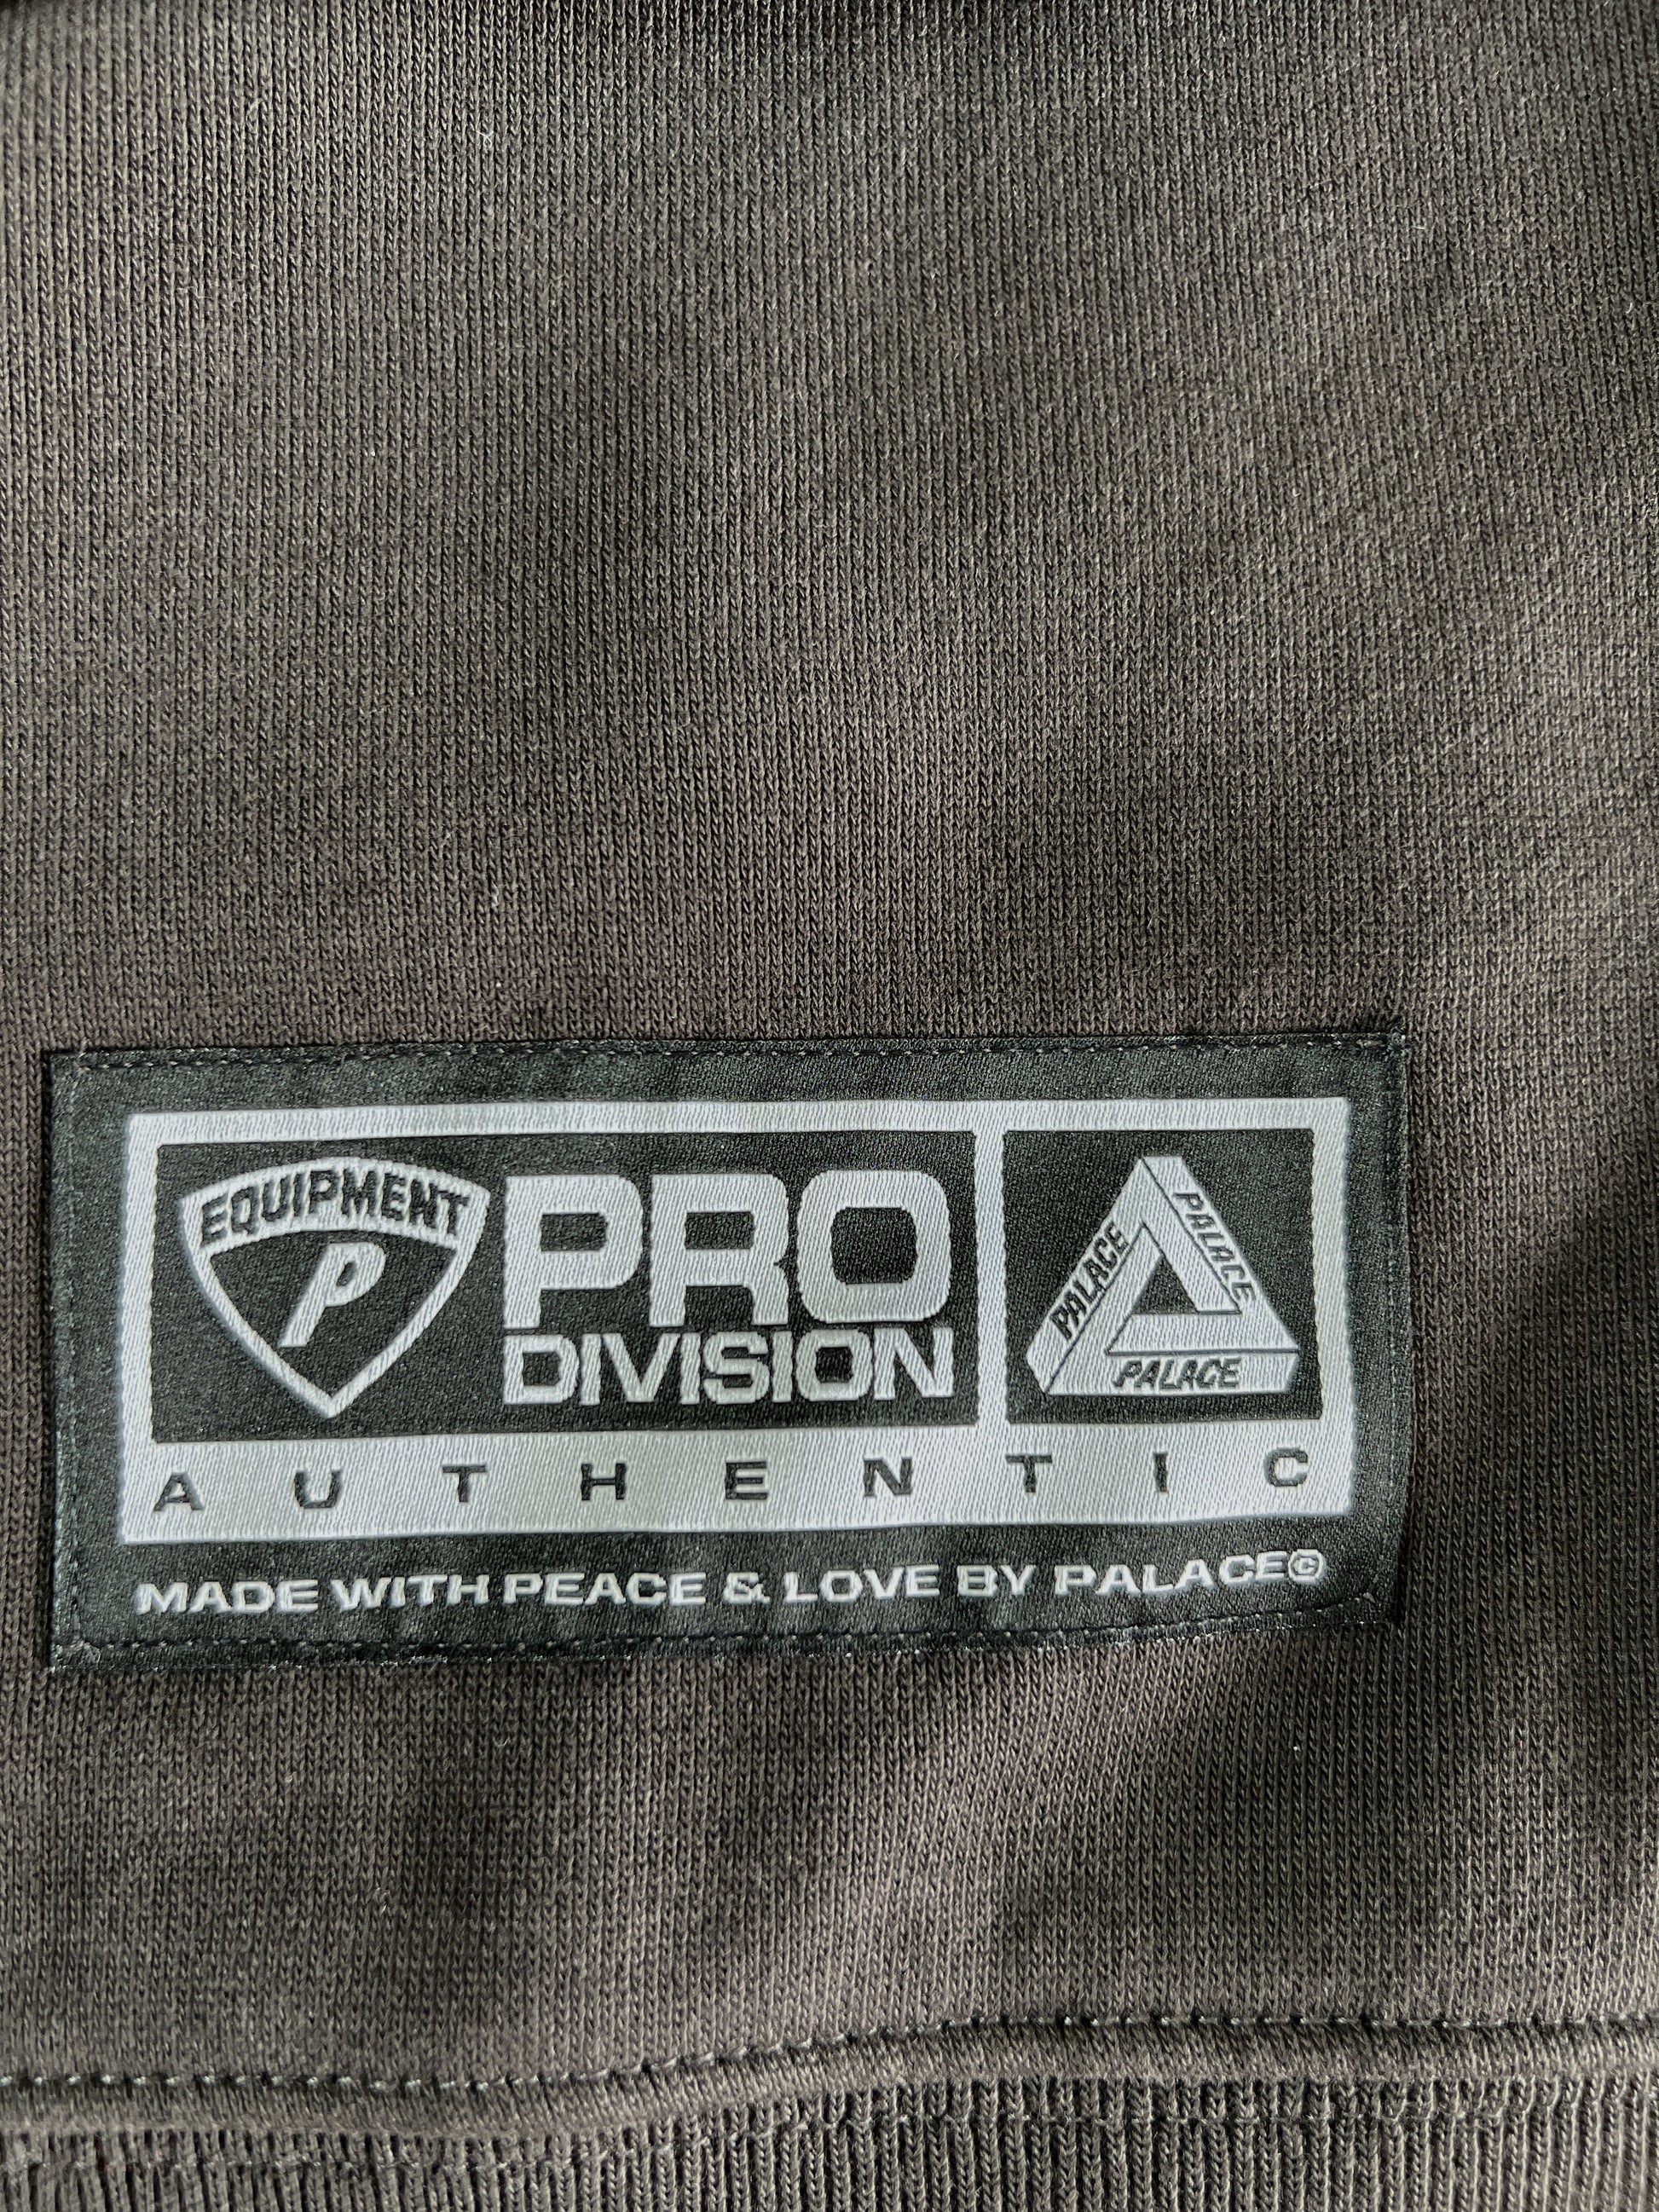 EQUIPMENT
P
PRO
DIVISION
PALACE
PALACE
PALACE
AUTHENTIC
MADE WITH PEACE & LOVE BY PALACE©